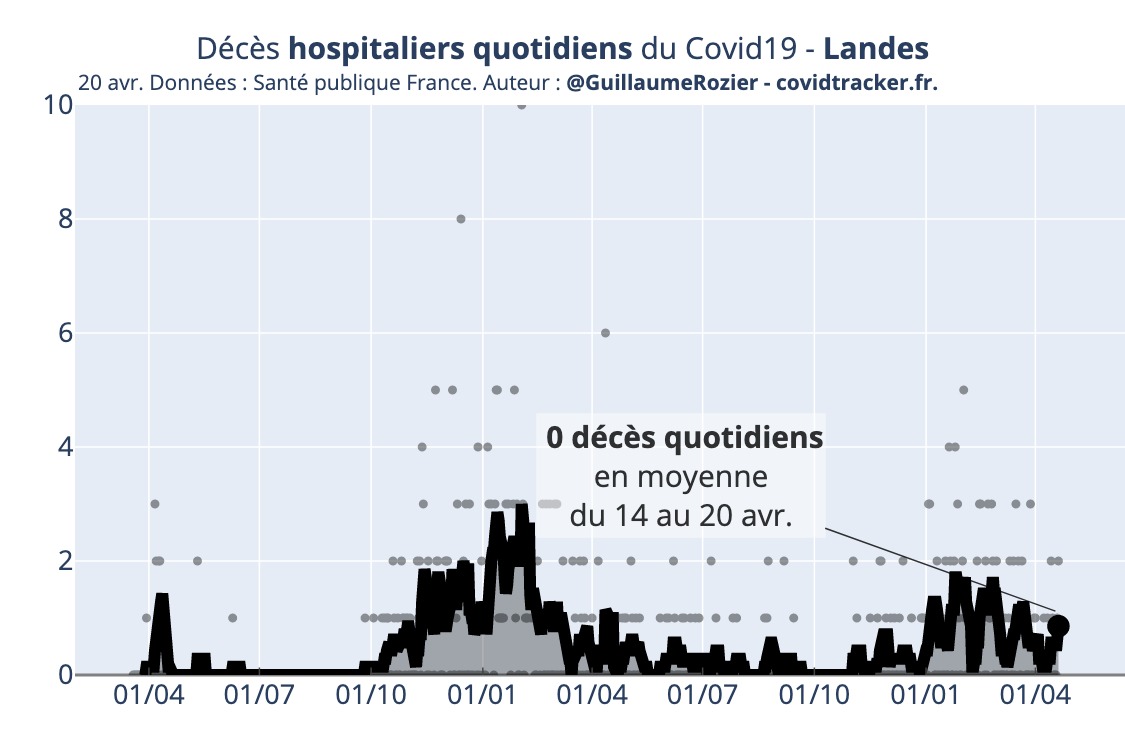 Décès hospitaliers quotidiens du Covid19 - Landes
20 avr. Données : Santé publique France. Auteur : @GuillaumeRozier - covidtracker.fr.
10
8
6
4
2
0
0 décès quotidiens
en moyenne
du 14 au 20 avr.
01/04 01/07 01/10 01/01 01/04 01/07 01/10 01/01 01/04